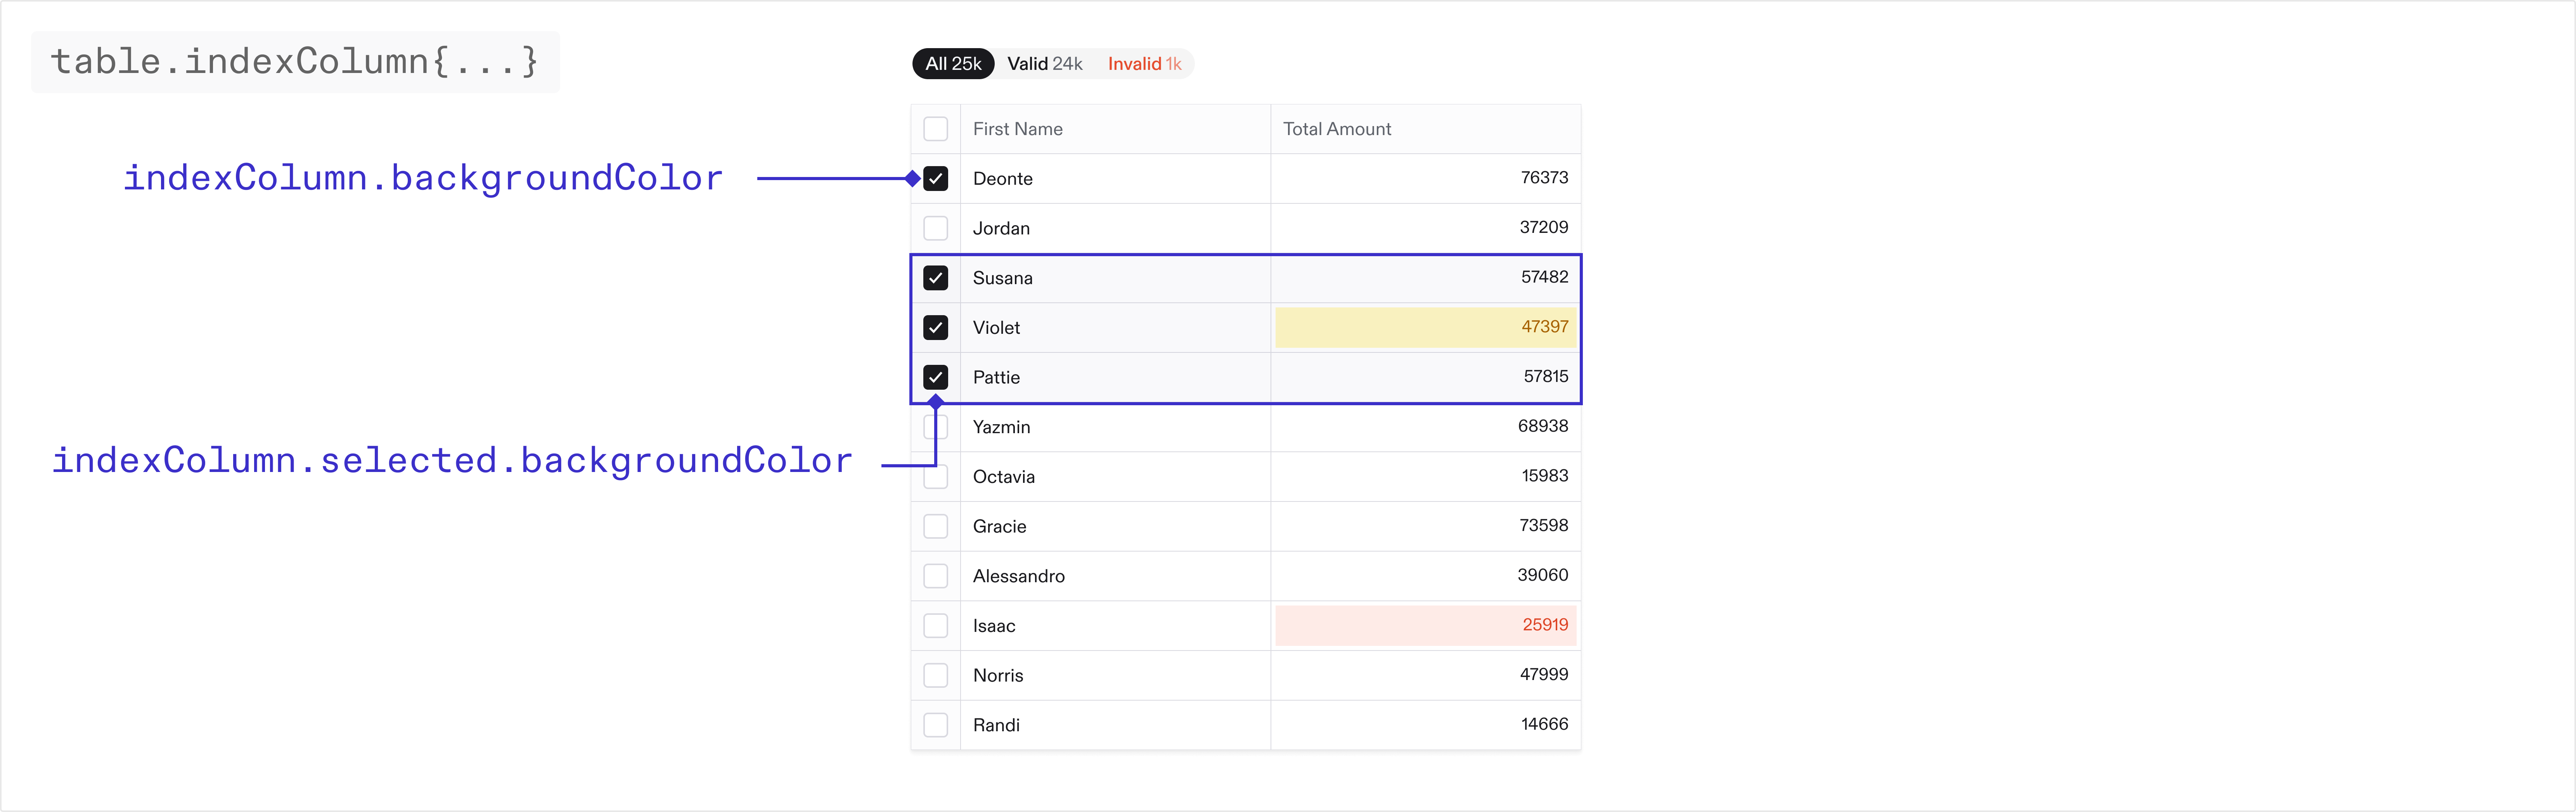 table.indexColumn{...}
All 25k Valid 24k Invalid 1k
First Name Total Amount
indexColumn.backgroundColor
Deonte 76373
Jordan 37209
Susana 57482
Violet 47397
Pattie 57815
Yazmin 68938
indexColumn.selected.backgroundColor
Octavia 15983
Gracie 73598
Alessandro 39060
Isaac 25919
Norris 47999
Randi 14666